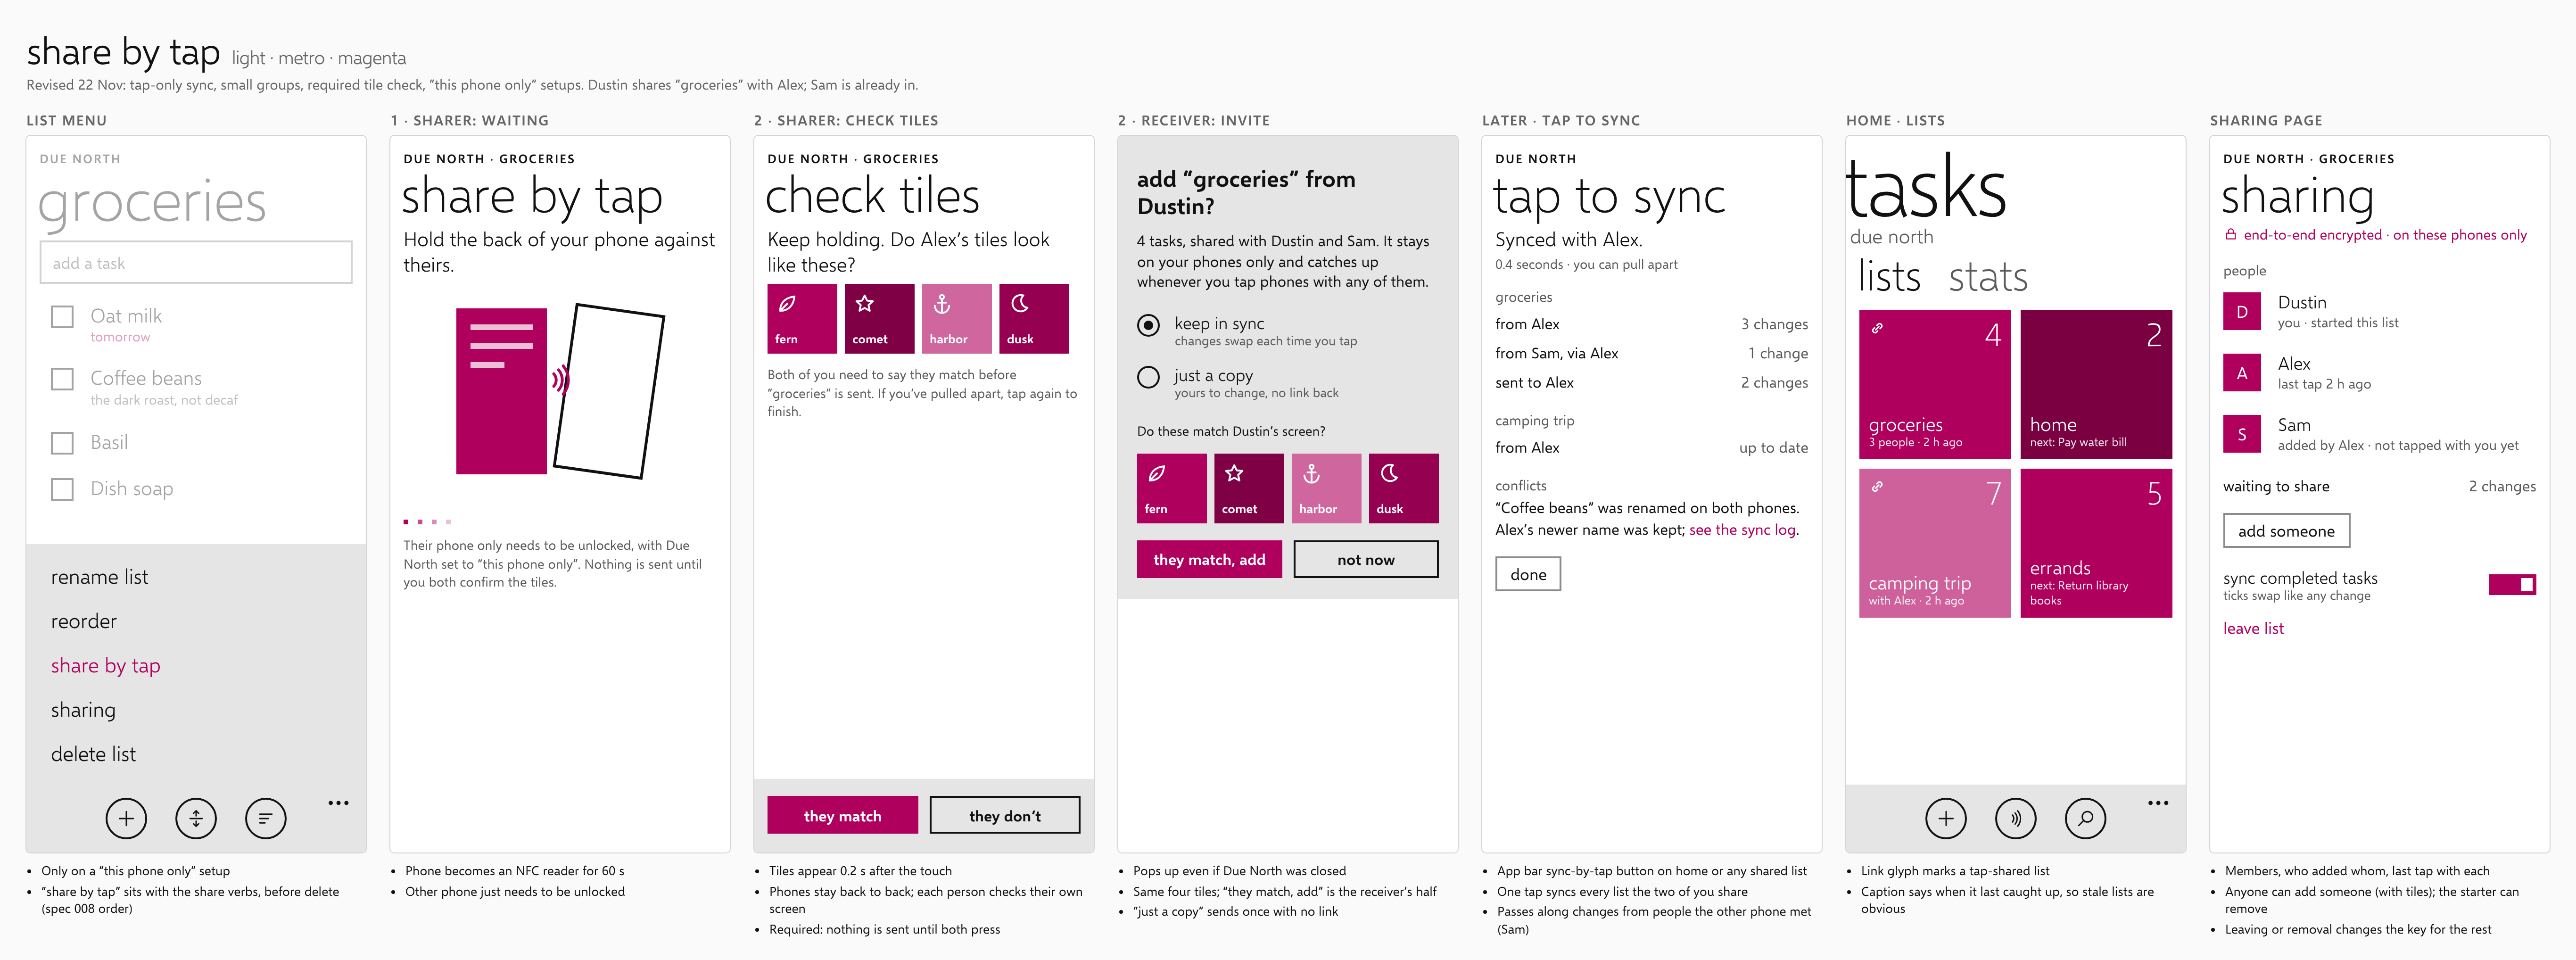 share by tap light · metro · magenta
Revised 22 Nov: tap-only sync, small groups, required tile check, “this phone only” setups. Dustin shares “groceries” with Alex; Sam is already in.
LIST MENU
DUE NORTH
groceries
add a task
Oat milk
tomorrow
Coffee beans
the dark roast, not decaf
Basil
Dish soap
rename list
reorder
share by tap
sharing
delete list
• Only on a “this phone only” setup
• “share by tap” sits with the share verbs, before delete
(spec 008 order)
1 · SHARER: WAITING
DUE NORTH · GROCERIES
share by tap
Hold the back of your phone against
theirs.
Their phone only needs to be unlocked, with Due
North set to “this phone only”. Nothing is sent until
you both confirm the tiles.
• Phone becomes an NFC reader for 60 s
• Other phone just needs to be unlocked
2 · SHARER: CHECK TILES
DUE NORTH · GROCERIES
check tiles
Keep holding. Do Alex’s tiles look
like these?
fern comet harbor dusk
Both of you need to say they match before
“groceries” is sent. If you’ve pulled apart, tap again to
finish.
they match they don’t
• Tiles appear 0.2 s after the touch
• Phones stay back to back; each person checks their own
screen
• Required: nothing is sent until both press
2 · RECEIVER: INVITE
add “groceries” from
Dustin?
4 tasks, shared with Dustin and Sam. It stays
on your phones only and catches up
whenever you tap phones with any of them.
keep in sync
changes swap each time you tap
just a copy
yours to change, no link back
Do these match Dustin’s screen?
fern comet harbor dusk
they match, add not now
• Pops up even if Due North was closed
• Same four tiles; “they match, add” is the receiver’s half
• “just a copy” sends once with no link
LATER · TAP TO SYNC
DUE NORTH
tap to sync
Synced with Alex.
0.4 seconds · you can pull apart
groceries
from Alex 3 changes
from Sam, via Alex 1 change
sent to Alex 2 changes
camping trip
from Alex up to date
conflicts
“Coffee beans” was renamed on both phones.
Alex’s newer name was kept; see the sync log.
done
• App bar sync-by-tap button on home or any shared list
• One tap syncs every list the two of you share
• Passes along changes from people the other phone met
(Sam)
HOME · LISTS
tasks
due north
lists stats
4
groceries
3 people · 2 h ago
2
home
next: Pay water bill
7
camping trip
with Alex · 2 h ago
5
errands
next: Return library
books
• Link glyph marks a tap-shared list
• Caption says when it last caught up, so stale lists are
obvious
SHARING PAGE
DUE NORTH · GROCERIES
sharing
end-to-end encrypted · on these phones only
people
D
Dustin
you · started this list
A
Alex
last tap 2 h ago
S
Sam
added by Alex · not tapped with you yet
waiting to share 2 changes
add someone
sync completed tasks
ticks swap like any change
leave list
• Members, who added whom, last tap with each
• Anyone can add someone (with tiles); the starter can
remove
• Leaving or removal changes the key for the rest